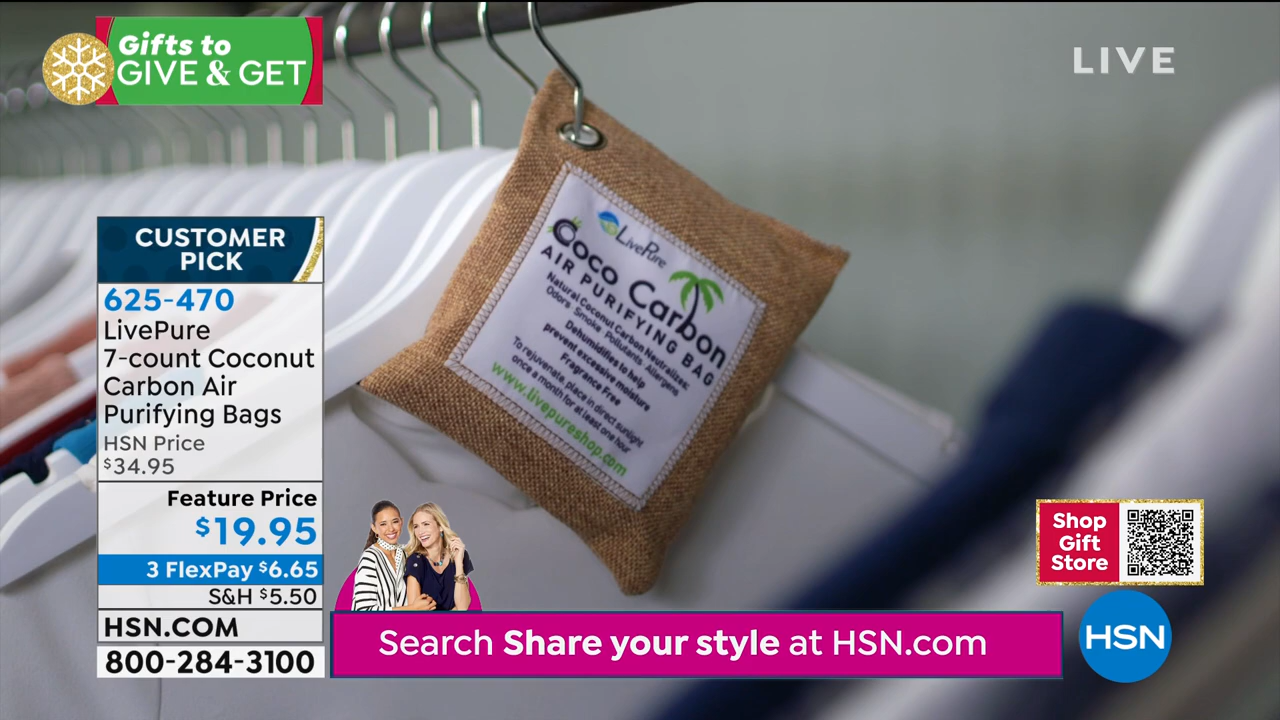 Gifts to
GIVE & GET
LIVE
CUSTOMER
PICK
625-470
LivePure
7-count Coconut
Carbon Air
Purifying Bags
HSN Price
$34.95
Feature Price
$19.95
3 FlexPay $6.65
S&H $5.50
HSN.COM
800-284-3100
LivePure
Coco Carbon
AIR PURIFYING BAG
Natural Coconut Carbon Neutralizes:
Odors Smoke Pollutants Allergens
Dehumidifies to help
prevent excessive moisture
Fragrance Free
To rejuvenate, place in direct sunlight
once a month for at least one hour
www.livepureshop.com
Shop
Gift
Store
Search Share your style at HSN.com
HSN